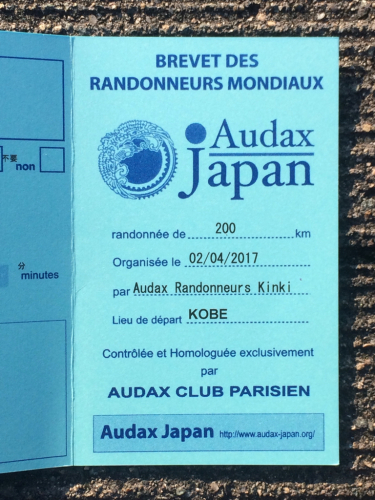 不要
non
分
minutes
BREVET DES
RANDONNEURS MONDIAUX
Audax
Japan
randonnée de 200 km
Organisée le 02/04/2017
par Audax Randonneurs Kinki
Lieu de départ KOBE
Contrôlée et Homologuée exclusivement
par
AUDAX CLUB PARISIEN
Audax Japan http://www.audax-japan.org/